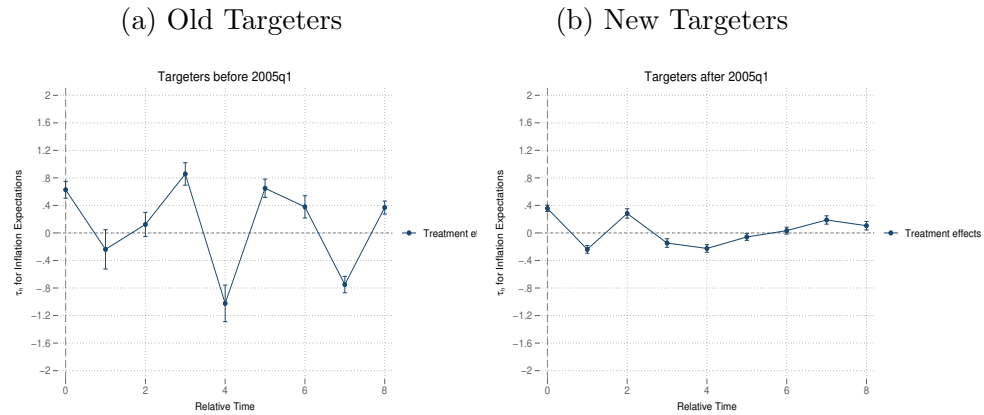 (a) Old Targeters
Targeters before 2005q1
τₕ for Inflation Expectations
2
1.6
1.2
.8
.4
0
−.4
−.8
−1.2
−1.6
−2
0 2 4 6 8
Relative Time
Treatment ef
(b) New Targeters
Targeters after 2005q1
τₕ for Inflation Expectations
2
1.6
1.2
.8
.4
0
−.4
−.8
−1.2
−1.6
−2
0 2 4 6 8
Relative Time
Treatment effects